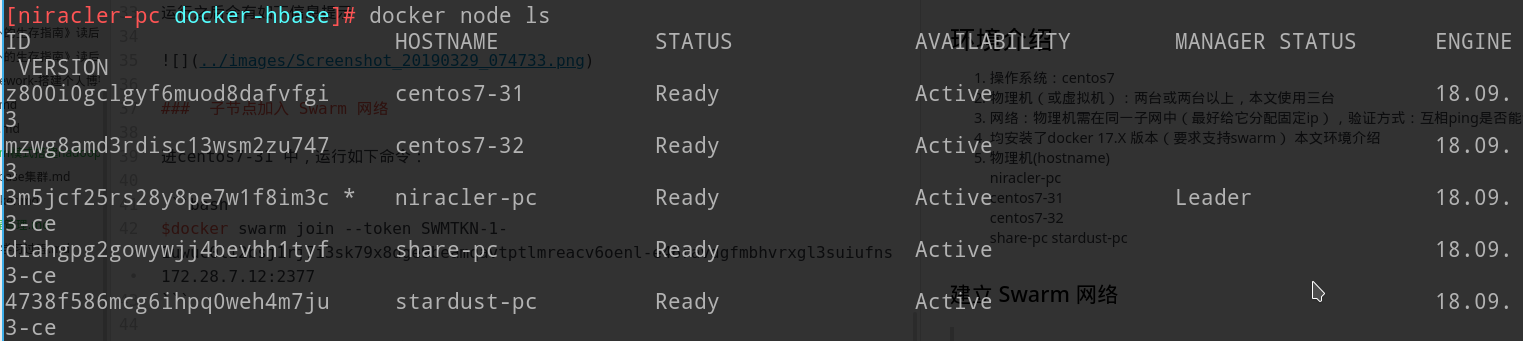 [niracler-pc docker-hbase]# docker node ls
ID HOSTNAME STATUS AVAILABILITY MANAGER STATUS ENGINE
VERSION
z800i0gclgyf6muod8dafvfgi centos7-31 Ready Active 18.09.
3
mzwg8amd3rdisc13wsm2zu747 centos7-32 Ready Active 18.09.
3
3m5jcf25rs28y8pe7w1f8im3c * niracler-pc Ready Active Leader 18.09.
3-ce
diangpg2gowywjj4bevhh1tyf share-pc Ready Active 18.09.
3-ce
4738f586mcg6ihpq0weh4m7ju stardust-pc Ready Active 18.09.
3-ce
34
35 ![](../images/Screenshot_20190329_074733.png)
### 子节点加入 Swarm 网络
进centos7-31 中，运行如下命令：
40
42 $docker swarm join --token SWMTKN-1-
172.28.7.12:2377
44
环境介绍
1. 操作系统：centos7
2. 物理机（或虚拟机）：两台或两台以上，本文使用三台
3. 网络：物理机需在同一子网中（最好给它分配固定ip），验证方式：互相ping是否能
4. 均安装了docker 17.X 版本（要求支持swarm） 本文环境介绍
5. 物理机(hostname)
niracler-pc
centos7-31
centos7-32
share-pc stardust-pc
建立 Swarm 网络